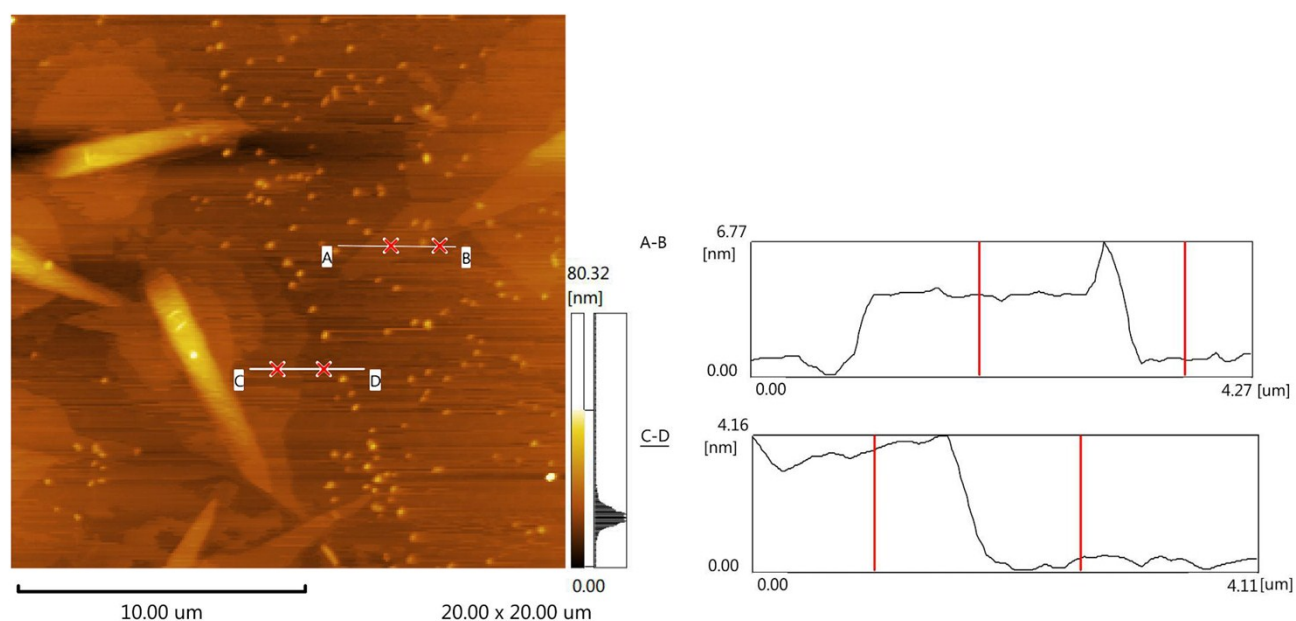 A
B
C
D
80.32
[nm]
0.00
10.00 um
20.00 x 20.00 um
A-B
6.77
[nm]
0.00
0.00
4.27 [um]
C-D
4.16
[nm]
0.00
0.00
4.11[um]